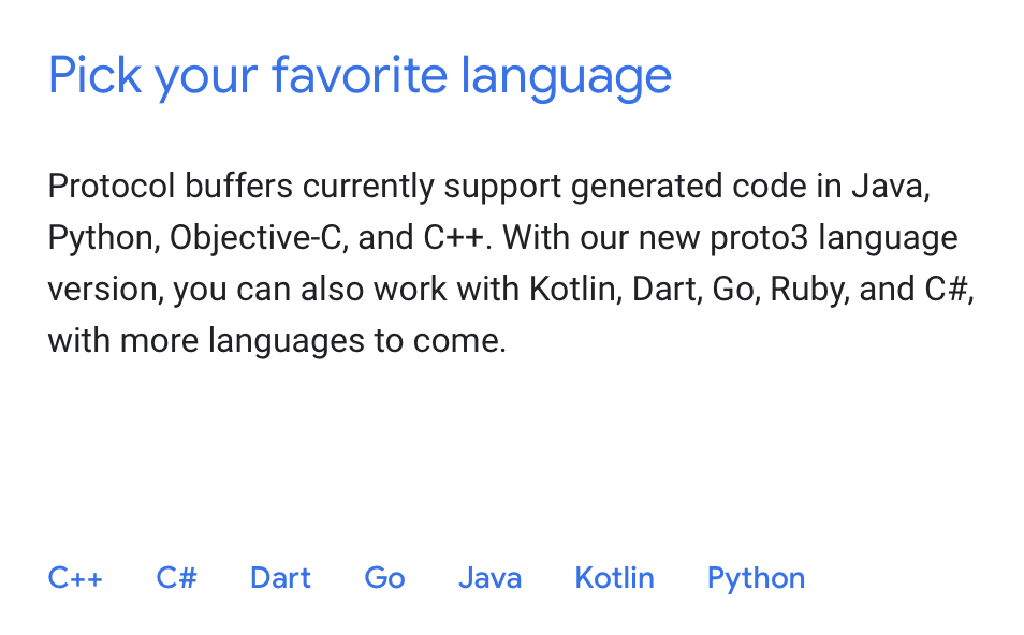 Pick your favorite language
Protocol buffers currently support generated code in Java,
Python, Objective-C, and C++. With our new proto3 language
version, you can also work with Kotlin, Dart, Go, Ruby, and C#,
with more languages to come.
C++ C# Dart Go Java Kotlin Python